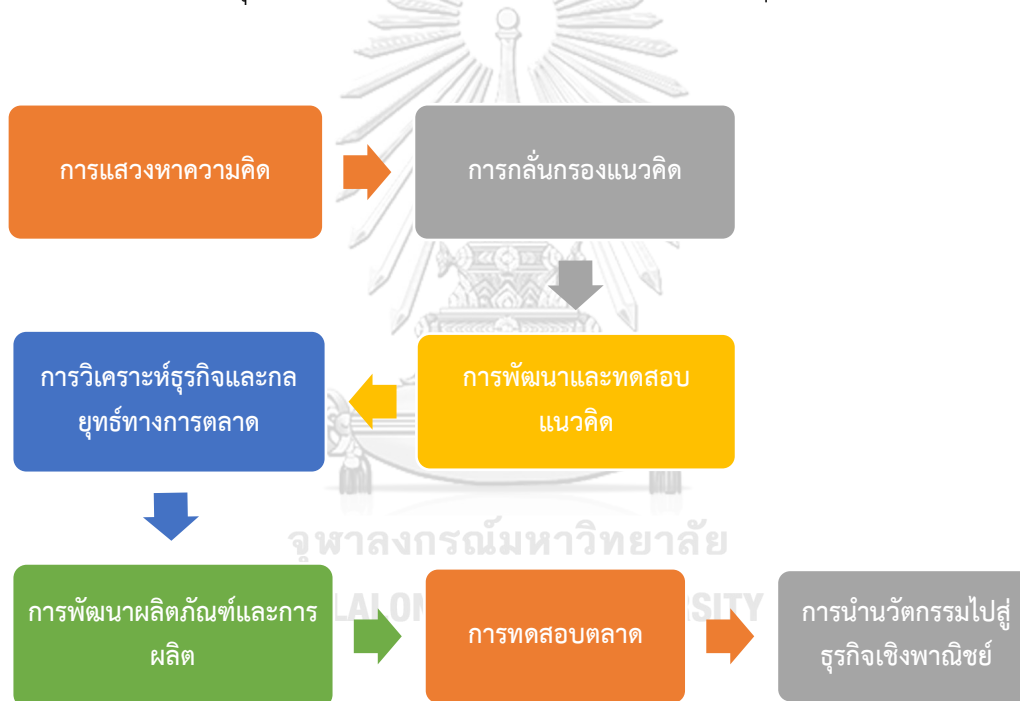 การแสวงหาความคิด
การกลั่นกรองแนวคิด
การพัฒนาและทดสอบ
แนวคิด
การวิเคราะห์ธุรกิจและกล
ยุทธ์ทางการตลาด
จุฬาลงกรณ์มหาวิทยาลัย
การพัฒนาผลิตภัณฑ์และการ
ผลิต
การทดสอบตลาด
การนำนวัตกรรมไปสู่
ธุรกิจเชิงพาณิชย์